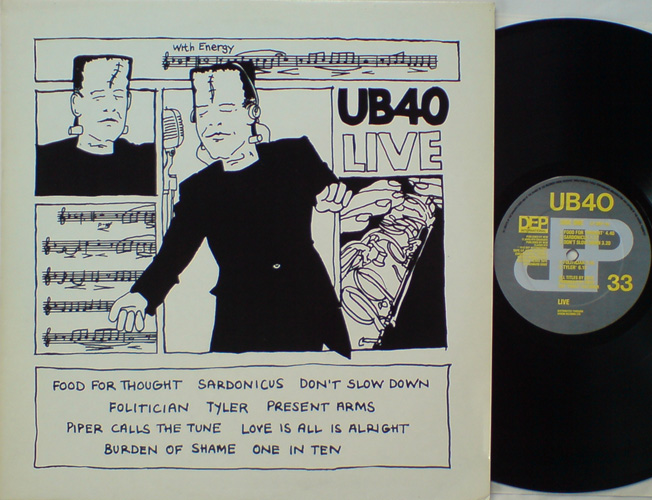 With Energy
UB40
LIVE
FOOD FOR THOUGHT SARDONICUS DON'T SLOW DOWN
FOLITICIAN TYLER PRESENT ARMS
PIPER CALLS THE TUNE LOVE IS ALL IS ALRIGHT
BURDEN OF SHAME ONE IN TEN
UB40
DEP
33
LIVE